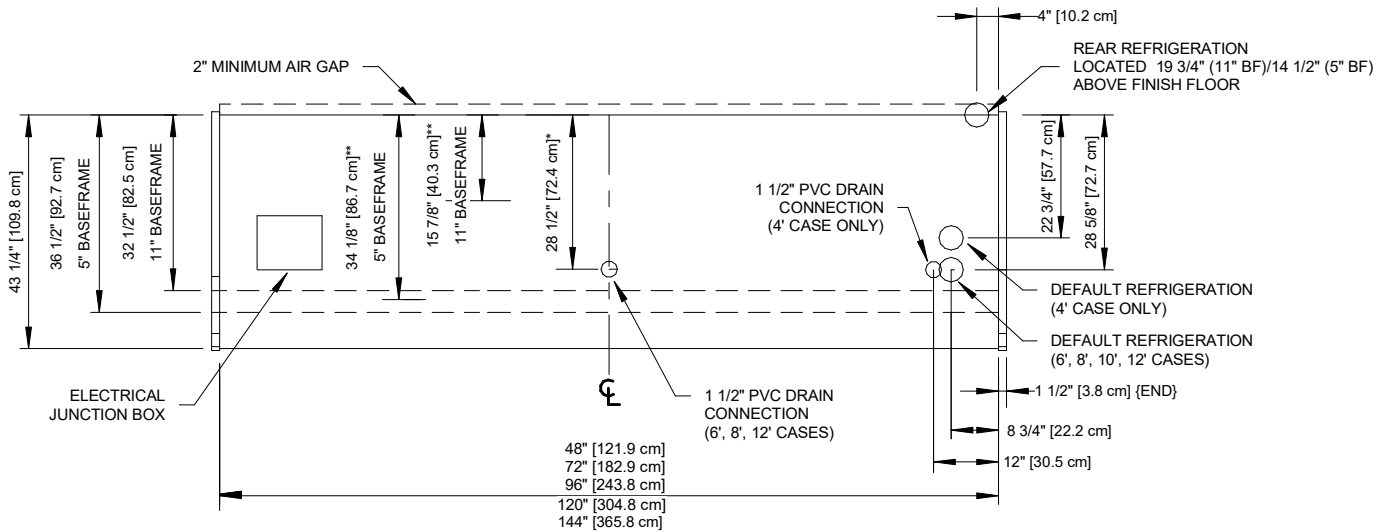 4" [10.2 cm]
REAR REFRIGERATION
LOCATED 19 3/4" (11" BF)/14 1/2" (5" BF)
ABOVE FINISH FLOOR
2" MINIMUM AIR GAP
43 1/4" [109.8 cm]
36 1/2" [92.7 cm]
5" BASEFRAME
32 1/2" [82.5 cm]
11" BASEFRAME
34 1/8" [86.7 cm]**
5" BASEFRAME
15 7/8" [40.3 cm]**
11" BASEFRAME
28 1/2" [72.4 cm]*
1 1/2" PVC DRAIN
CONNECTION
(4' CASE ONLY)
22 3/4" [57.7 cm]
28 5/8" [72.7 cm]
DEFAULT REFRIGERATION
(4' CASE ONLY)
DEFAULT REFRIGERATION
(6', 8', 10', 12' CASES)
ELECTRICAL
JUNCTION BOX
CL
1 1/2" PVC DRAIN
CONNECTION
(6', 8', 12' CASES)
1 1/2" [3.8 cm] {END}
8 3/4" [22.2 cm]
12" [30.5 cm]
48" [121.9 cm]
72" [182.9 cm]
96" [243.8 cm]
120" [304.8 cm]
144" [365.8 cm]